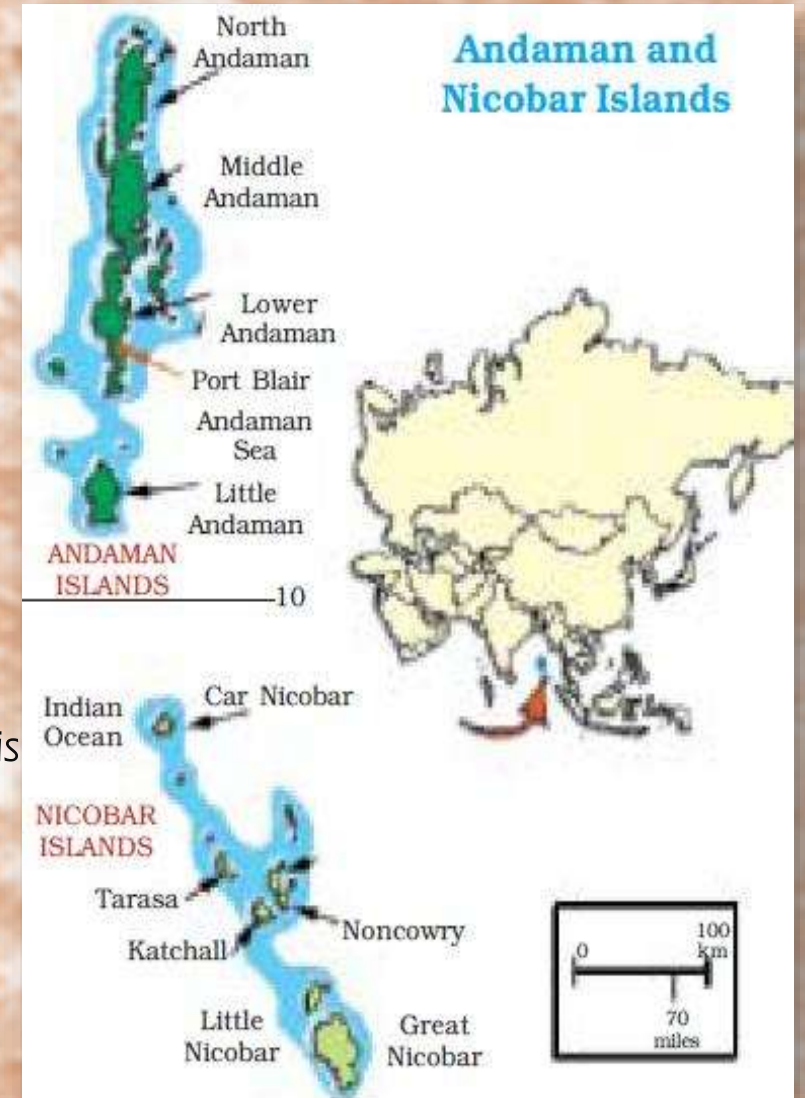 Andaman and
Nicobar Islands
North
Andaman
Middle
Andaman
Lower
Andaman
Port Blair
Andaman
Sea
Little
Andaman
ANDAMAN
ISLANDS
10
Indian
Ocean
Car Nicobar
is
NICOBAR
ISLANDS
Tarasa
Katchall
Noncowry
Little
Nicobar
Great
Nicobar
0
100
km
70
miles